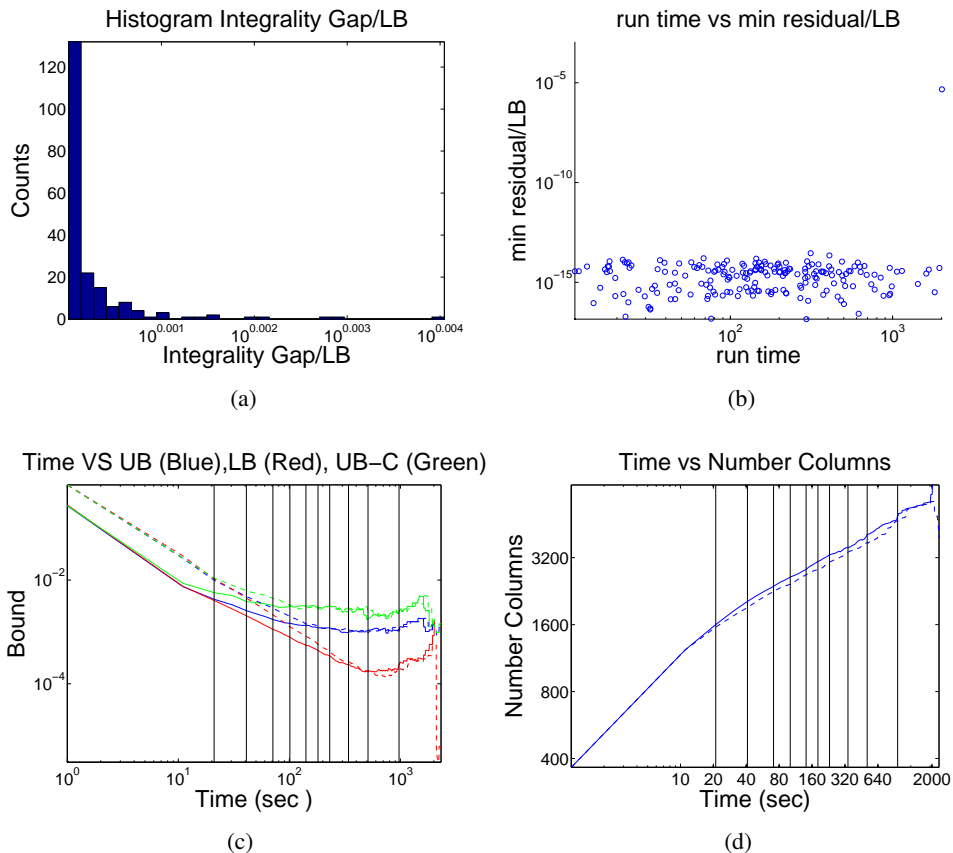 Histogram Integrality Gap/LB
120
100
80
60
40
20
0
Counts
10^0.001
10^0.002
10^0.003
10^0.004
Integrality Gap/LB
(a)
run time vs min residual/LB
10^−5
10^−10
10^−15
min residual/LB
10^2
10^3
run time
(b)
Time VS UB (Blue),LB (Red), UB−C (Green)
10^−2
10^−4
Bound
10^0
10^1
10^2
10^3
Time (sec )
(c)
Time vs Number Columns
3200
1600
800
400
Number Columns
10
20
40
80
160
320
640
2000
Time (sec)
(d)